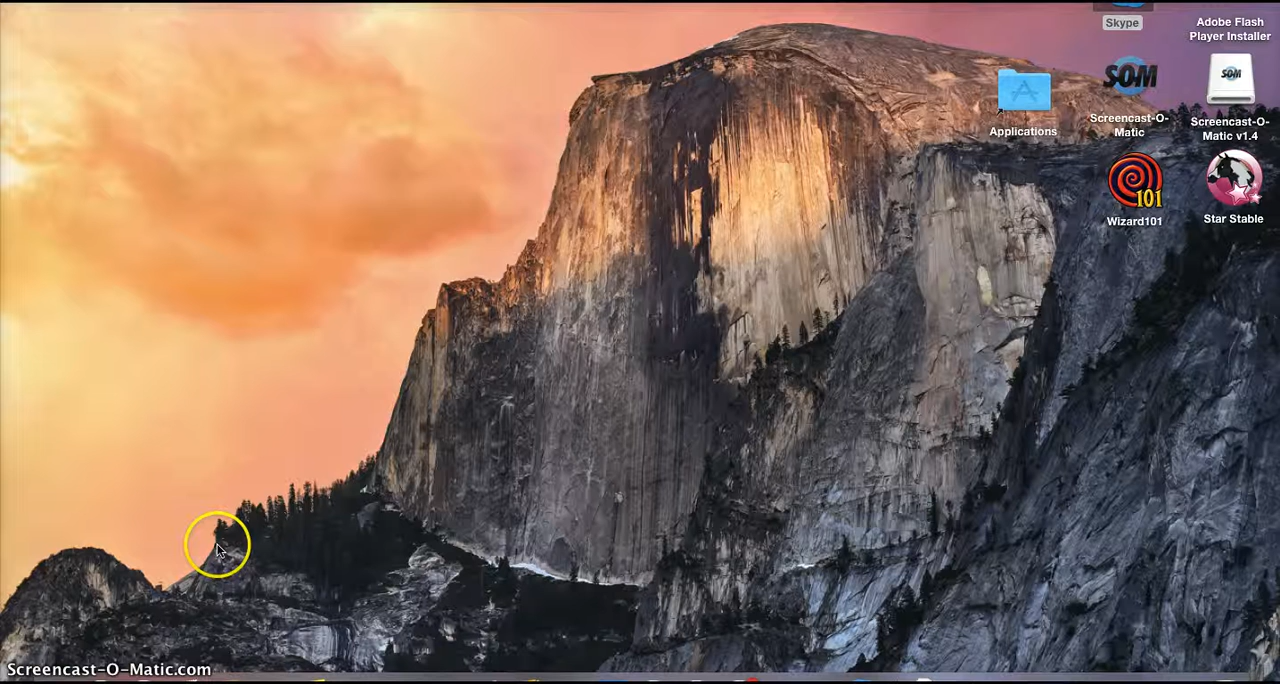 Skype
Adobe Flash
Player Installer
SOM
SOM
Applications
Screencast-O-
Matic
Screencast-O-
Matic v1.4
101
Wizard101
Star Stable
Screencast-O-Matic.com